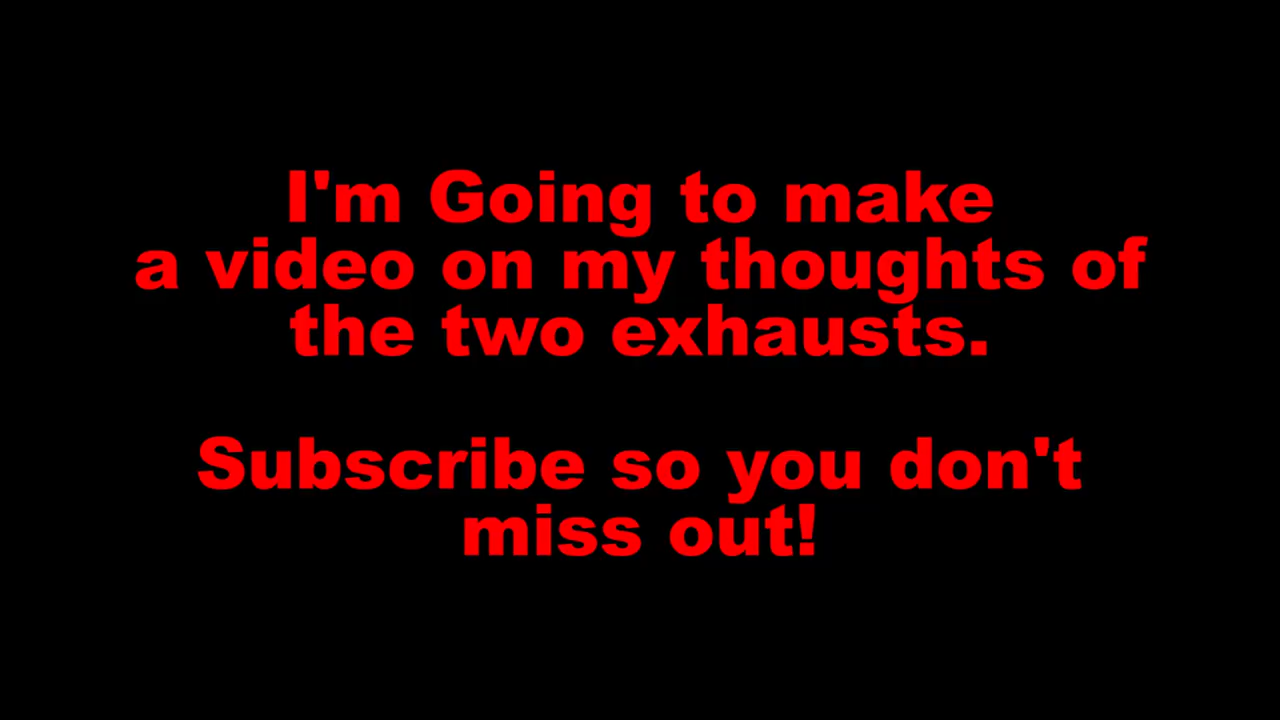 I'm Going to make
a video on my thoughts of
the two exhausts.
Subscribe so you don't
miss out!